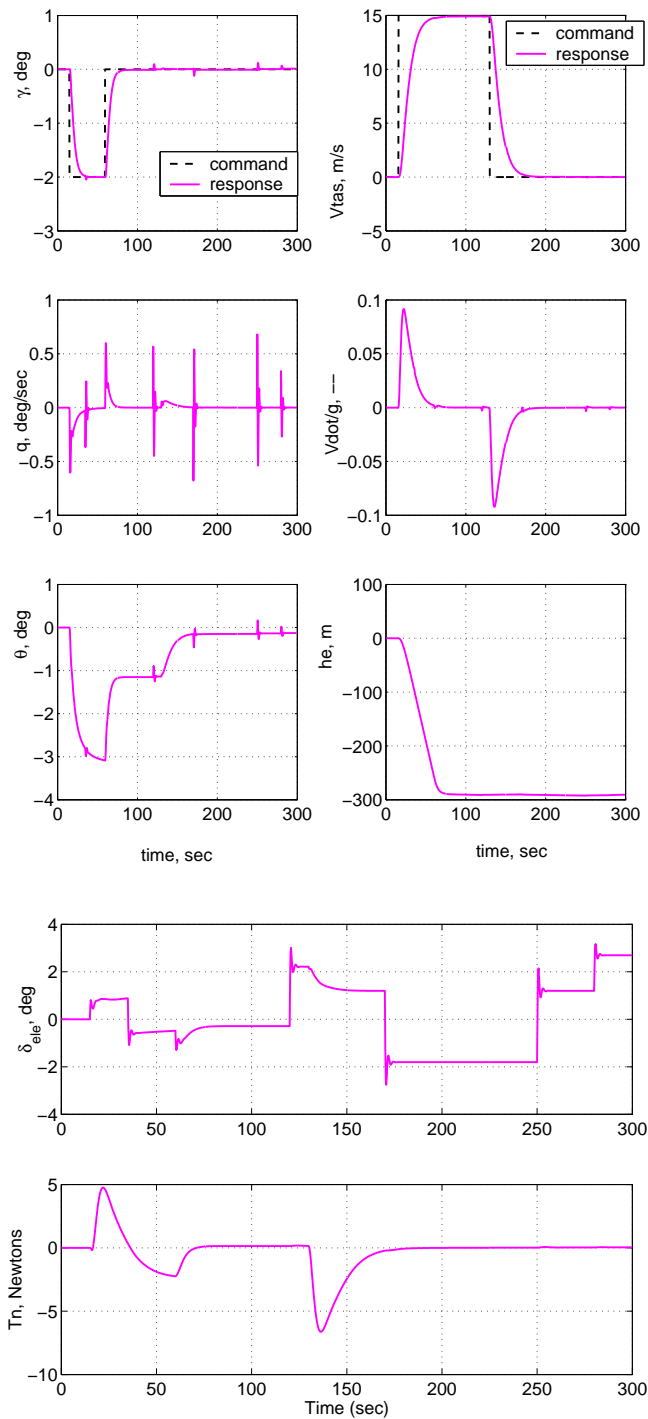 γ, deg
1
0
−1
−2
−3
0 100 200 300
command
response
Vtas, m/s
15
10
5
0
−5
0 100 200 300
command
response
q, deg/sec
1
0.5
0
−0.5
−1
0 100 200 300
Vdot/g, −−
0.1
0.05
0
−0.05
−0.1
0 100 200 300
θ, deg
1
0
−1
−2
−3
−4
0 100 200 300
time, sec
he, m
100
0
−100
−200
−300
0 100 200 300
time, sec
δele, deg
4
2
0
−2
−4
0 50 100 150 200 250 300
Tn, Newtons
5
0
−5
−10
0 50 100 150 200 250 300
Time (sec)